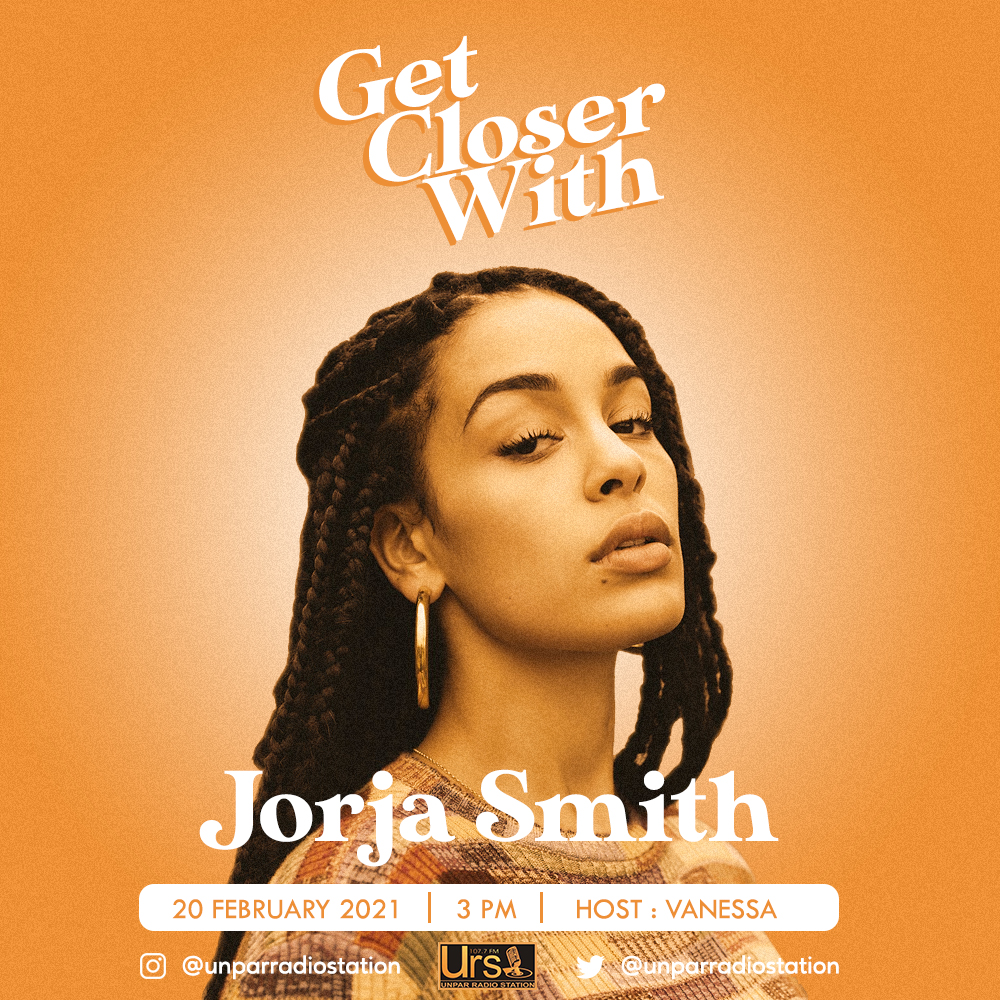 Get
Closer
With
Jorja Smith
20 FEBRUARY 2021 | 3 PM | HOST : VANESSA
@unparradiostation
107.7 FM
Urs
UNPAR RADIO STATION
@unparradiostation